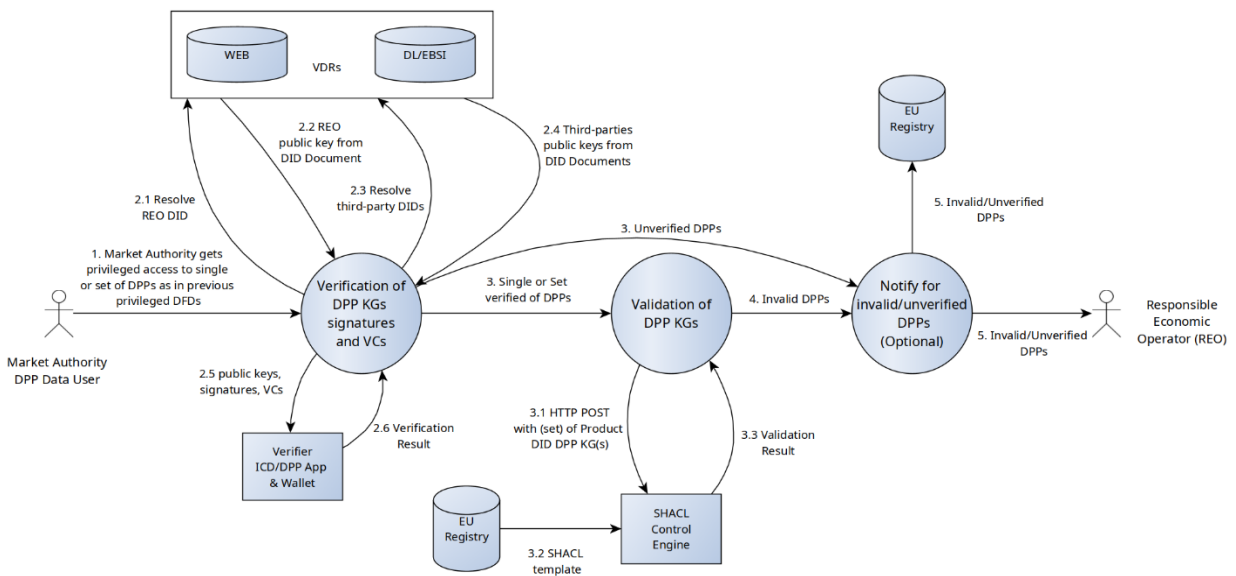 WEB
DL/EBSI
VDRs
EU
Registry
2.2 REO
public key from
DID Document
2.4 Third-parties
public keys from
DID Documents
2.1 Resolve
REO DID
2.3 Resolve
third-party DIDs
5. Invalid/Unverified
DPPs
3. Unverified DPPs
1. Market Authority gets
privileged access to single
or set of DPPs as in previous
privileged DFDs
Verification of
DPP KGs
signatures
and VCs
3. Single or Set
verified of DPPs
Validation of
DPP KGs
4. Invalid DPPs
Notify for
invalid/unverified
DPPs
(Optional)
5. Invalid/Unverified
DPPs
Responsible
Economic
Operator (REO)
Market Authority
DPP Data User
2.5 public keys,
signatures, VCs
2.6 Verification
Result
Verifier
ICD/DPP App
& Wallet
3.1 HTTP POST
with (set) of Product
DID DPP KG(s)
3.3 Validation
Result
EU
Registry
3.2 SHACL
template
SHACL
Control
Engine